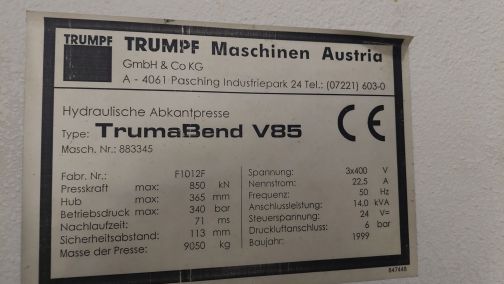 TRUMPF
TRUMPF Maschinen Austria
GmbH & Co KG
A - 4061 Pasching Industriepark 24 Tel.: (07221) 603-0
Hydraulische Abkantpresse
Type: TrumaBend V85
CE
Masch. Nr.: 883345
Fabr. Nr.: F1012F
Presskraft max: 850 kN
Hub max: 365 mm
Betriebsdruck max: 340 bar
Nachlaufzeit: 71 ms
Sicherheitsabstand: 113 mm
Masse der Presse: 9050 kg
Spannung: 3x400 V
Nennstrom: 22.5 A
Frequenz: 50 Hz
Anschlussleistung: 14.0 kVA
Steuerspannung: 24 V=
Druckluftanschluss: 6 bar
Baujahr: 1999
847448